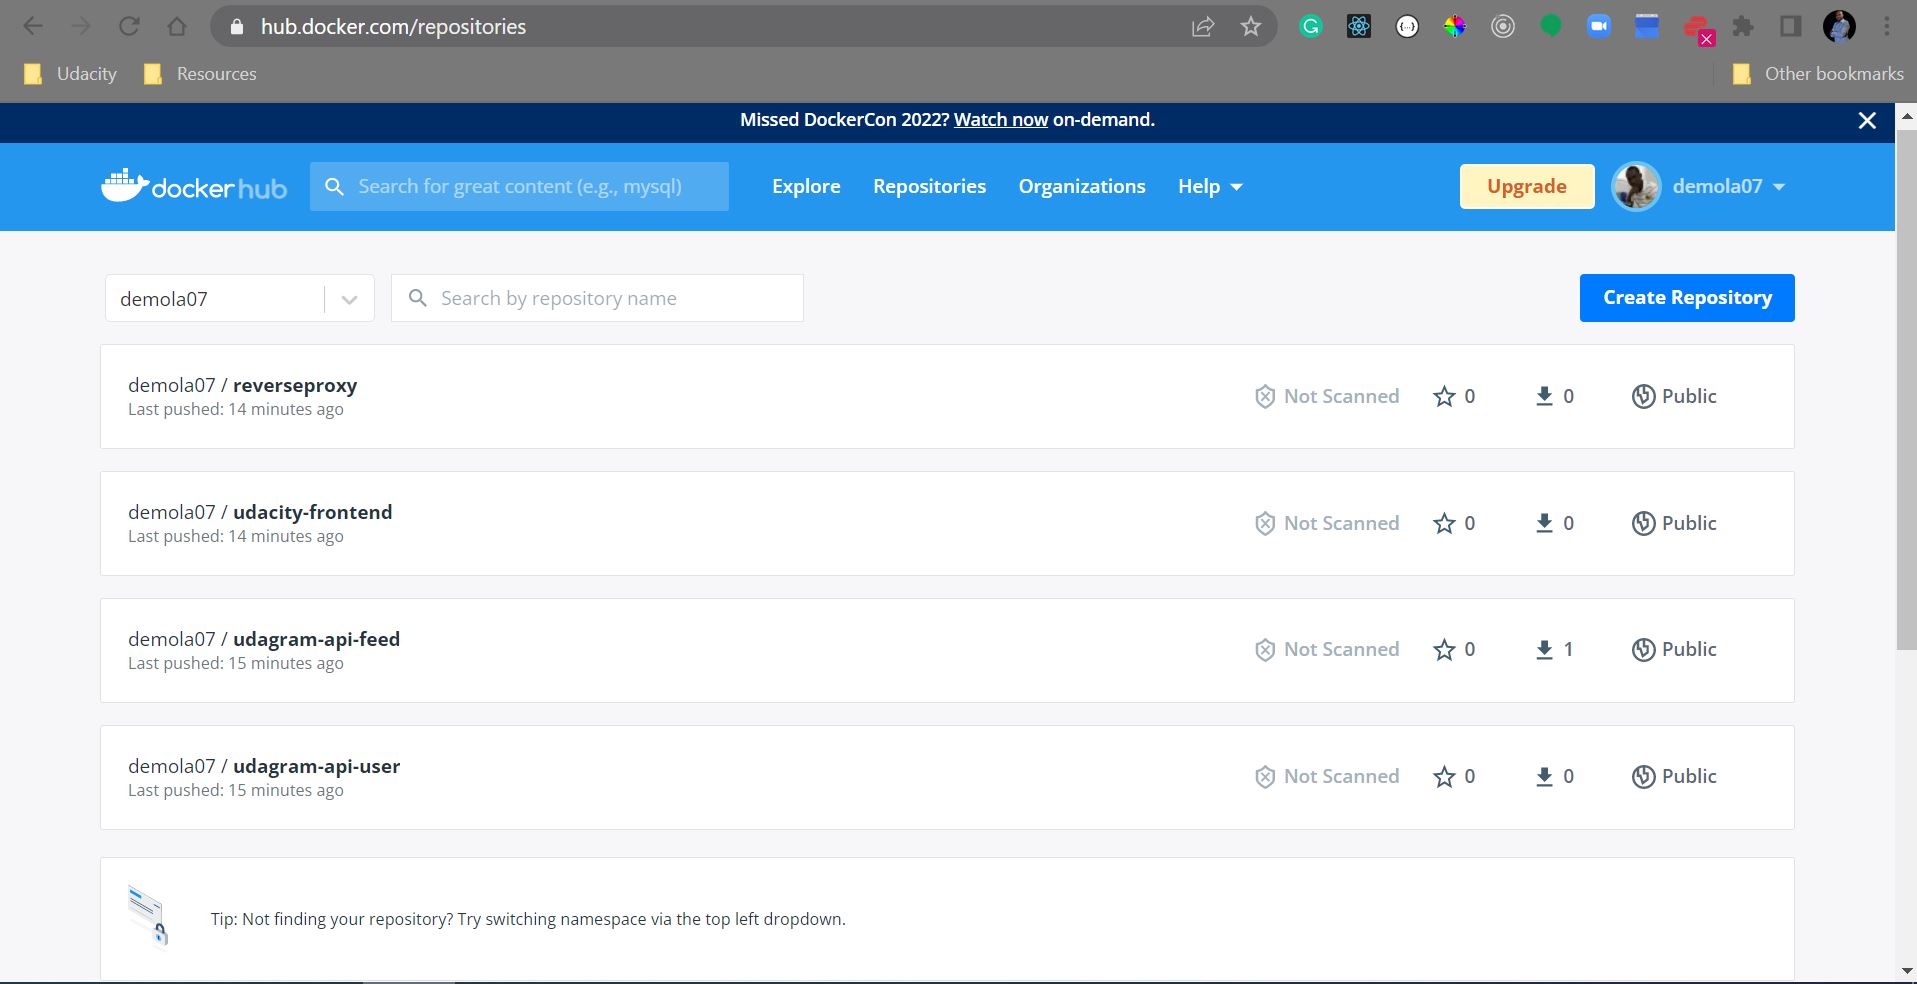 hub.docker.com/repositories
Udacity Resources Other bookmarks
Missed DockerCon 2022? Watch now on-demand.
dockerhub Search for great content (e.g., mysql) Explore Repositories Organizations Help Upgrade demola07
demola07 Search by repository name Create Repository
demola07 / reverseproxy
Last pushed: 14 minutes ago
Not Scanned 0 0 Public
demola07 / udacity-frontend
Last pushed: 14 minutes ago
Not Scanned 0 0 Public
demola07 / udagram-api-feed
Last pushed: 15 minutes ago
Not Scanned 0 1 Public
demola07 / udagram-api-user
Last pushed: 15 minutes ago
Not Scanned 0 0 Public
Tip: Not finding your repository? Try switching namespace via the top left dropdown.